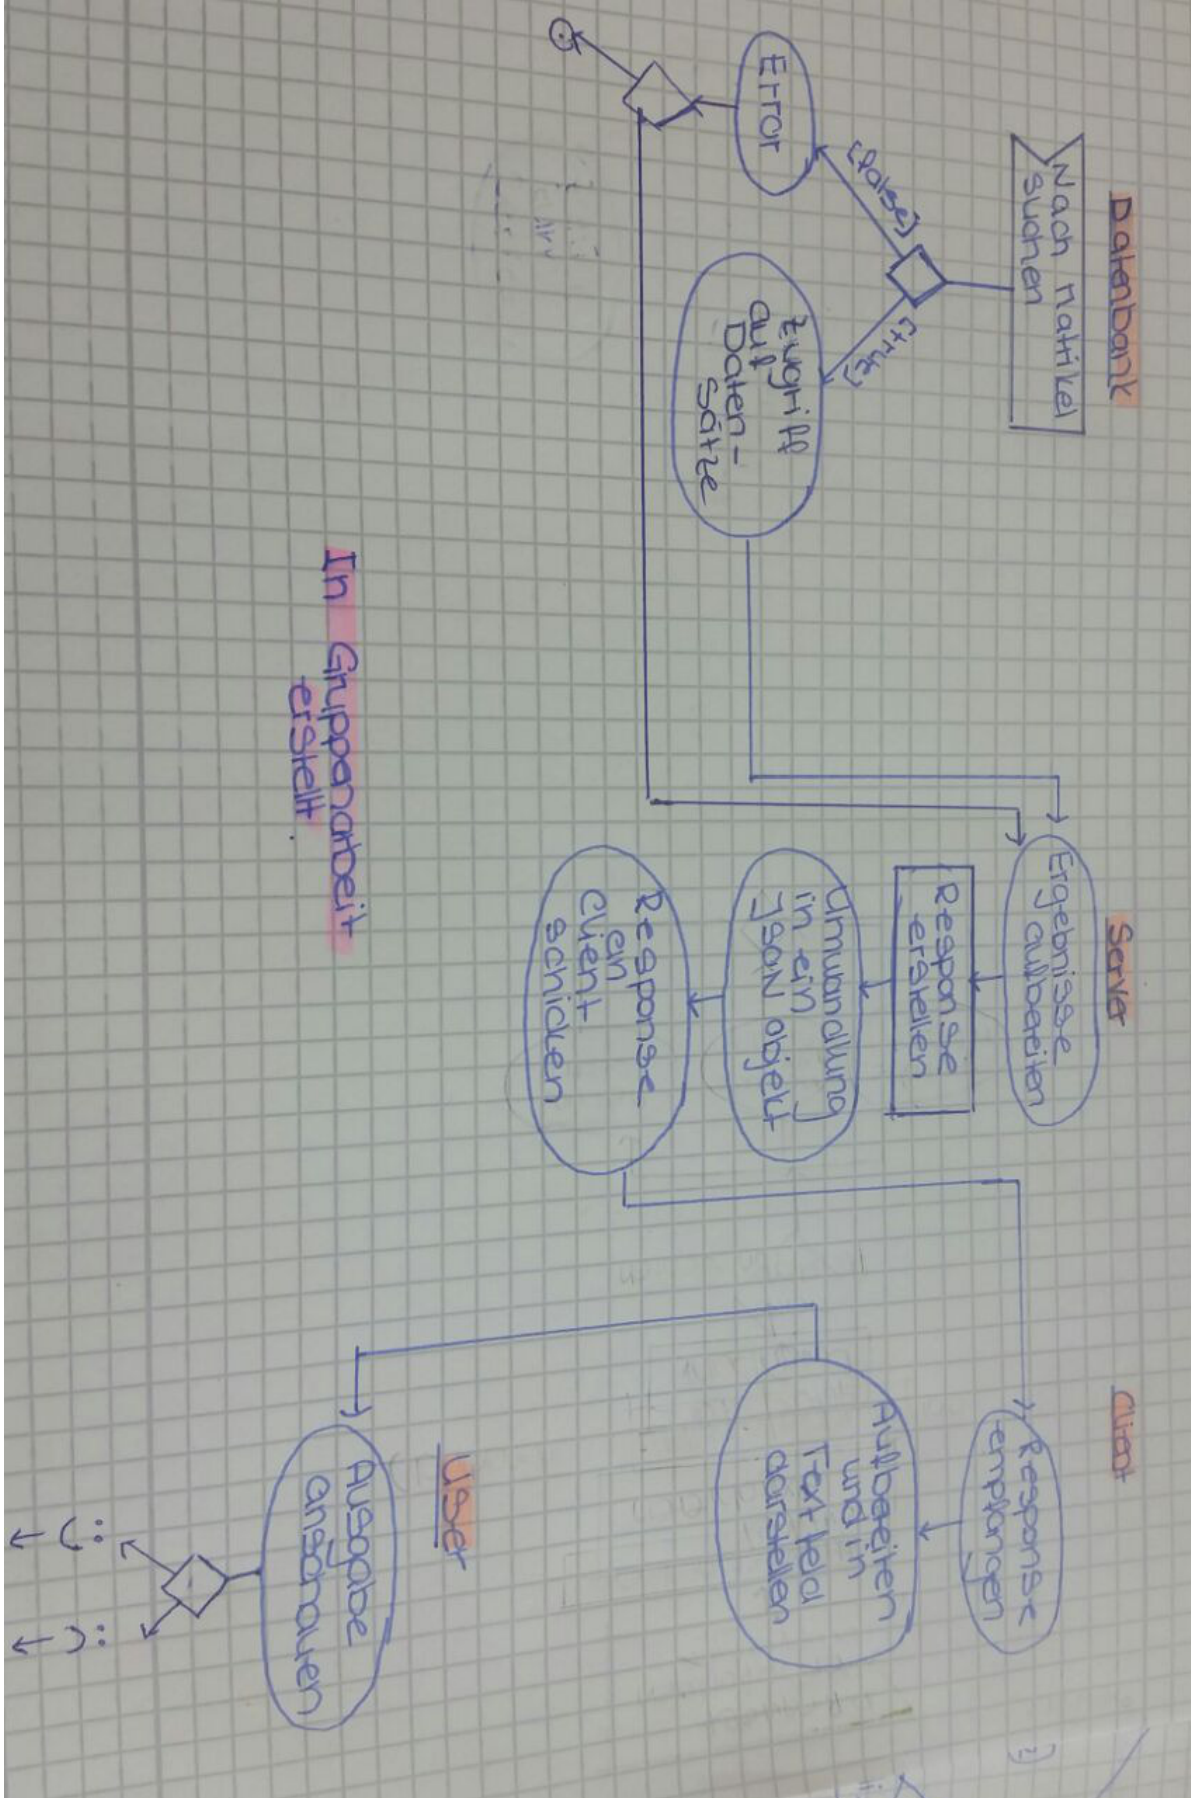 Datenbank
Nach matrikel
suchen
(false)
(true)
Error
Zugriff
auf
Daten-
sätze
Server
Ergebnisse
aufbereiten
Response
erstellen
Umwandlung
in ein
JSON Objekt
Response
an
Client
schicken
Client
Response
empfangen
Aufbereiten
und in
Textfeld
darstellen
User
Ausgabe
anschauen
:(
:)
In Gruppenarbeit
erstellt.